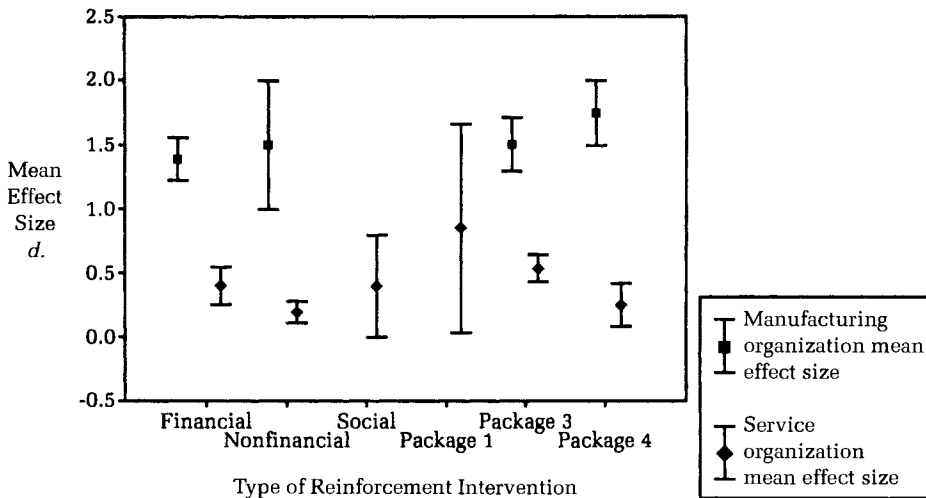 2.5
2.0
1.5
Mean
Effect
Size
d.
1.0
0.5
0.0
-0.5
Financial
Nonfinancial
Social
Package 1
Package 3
Package 4
Type of Reinforcement Intervention
Manufacturing
organization mean
effect size
Service
organization
mean effect size